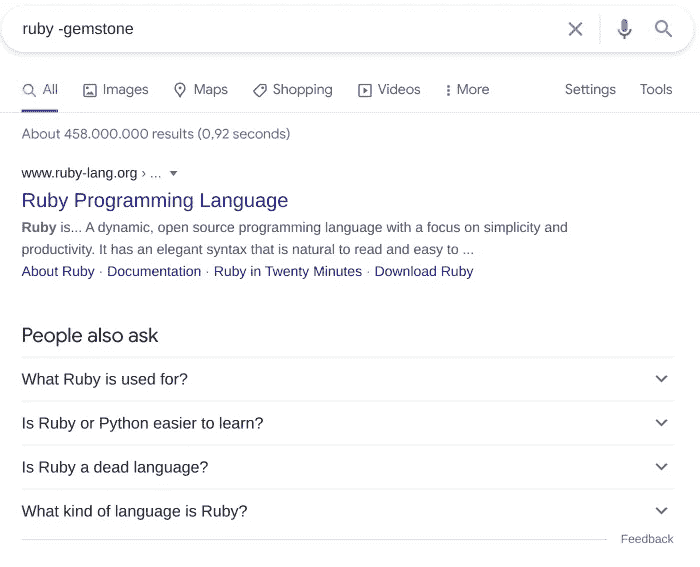 ruby -gemstone
All Images Maps Shopping Videos More Settings Tools
About 458.000.000 results (0,92 seconds)
www.ruby-lang.org › ...
Ruby Programming Language
Ruby is... A dynamic, open source programming language with a focus on simplicity and
productivity. It has an elegant syntax that is natural to read and easy to ...
About Ruby · Documentation · Ruby in Twenty Minutes · Download Ruby
People also ask
What Ruby is used for?
Is Ruby or Python easier to learn?
Is Ruby a dead language?
What kind of language is Ruby?
Feedback